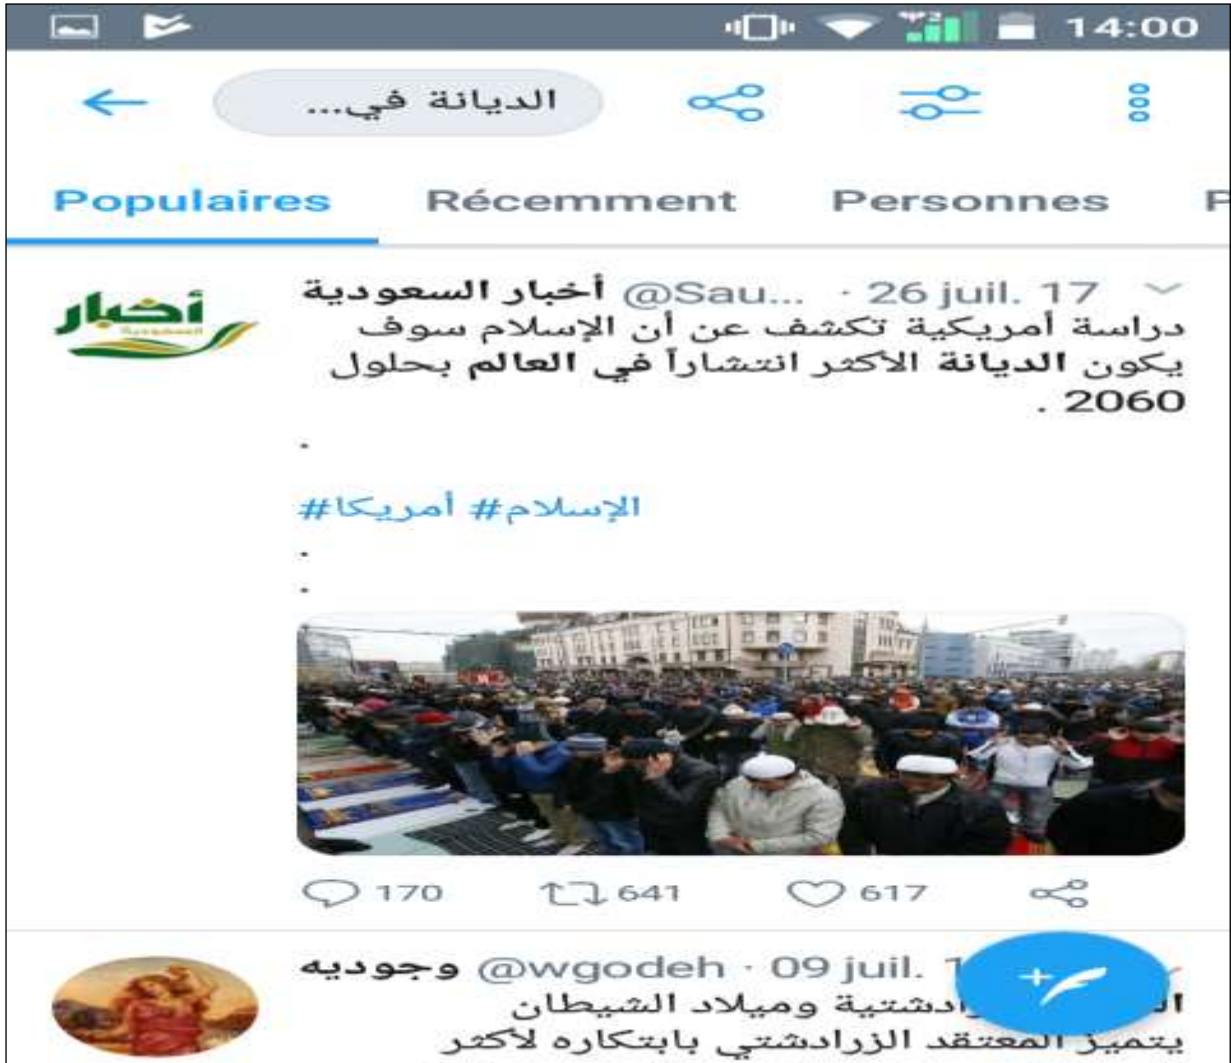 14:00
الديانة في...
Populaires Récemment Personnes P
أخبار
السعودية
أخبار السعودية @Sau... · 26 juil. 17
دراسة أمريكية تكشف عن أن الإسلام سوف
يكون الديانة الأكثر انتشاراً في العالم بحلول
2060 .
.
#الإسلام #أمريكا
.
.
170 641 617
وجوديه @wgodeh · 09 juil.
وميلاد الشيطان
يتميز المعتقد الزرادشتي بابتكاره لأكثر